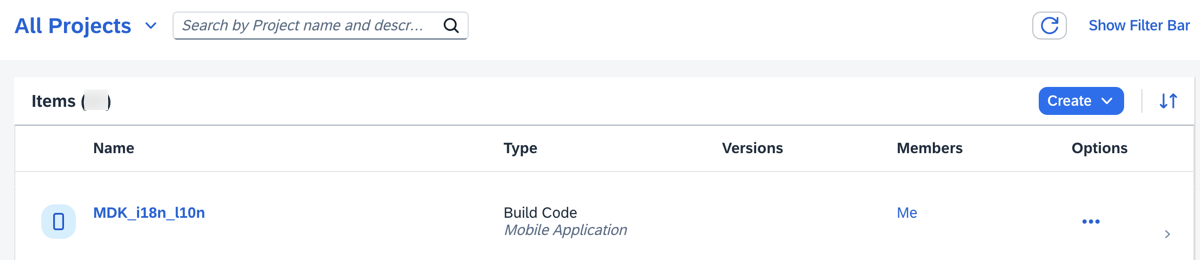 All Projects
Search by Project name and descr...
Show Filter Bar
Items ( )
Create
Name Type Versions Members Options
MDK_i18n_l10n Build Code Me
Mobile Application